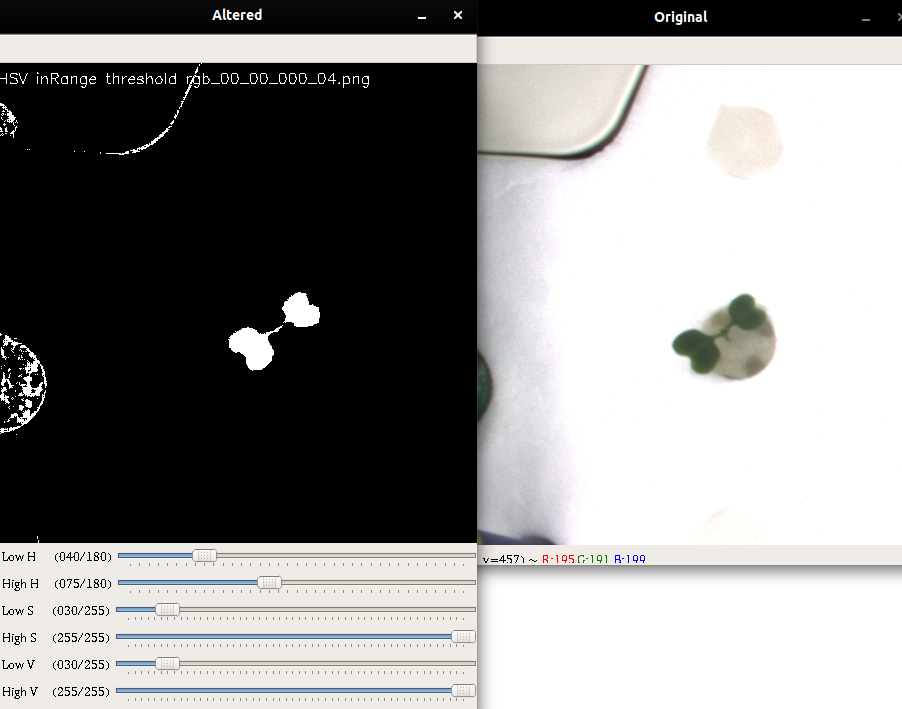 Altered
Original
HSV inRange threshold rgb_00_00_000_04.png
Low H (040/180)
High H (075/180)
Low S (030/255)
High S (255/255)
Low V (030/255)
High V (255/255)
y=457) ~ R:195 G:191 B:199